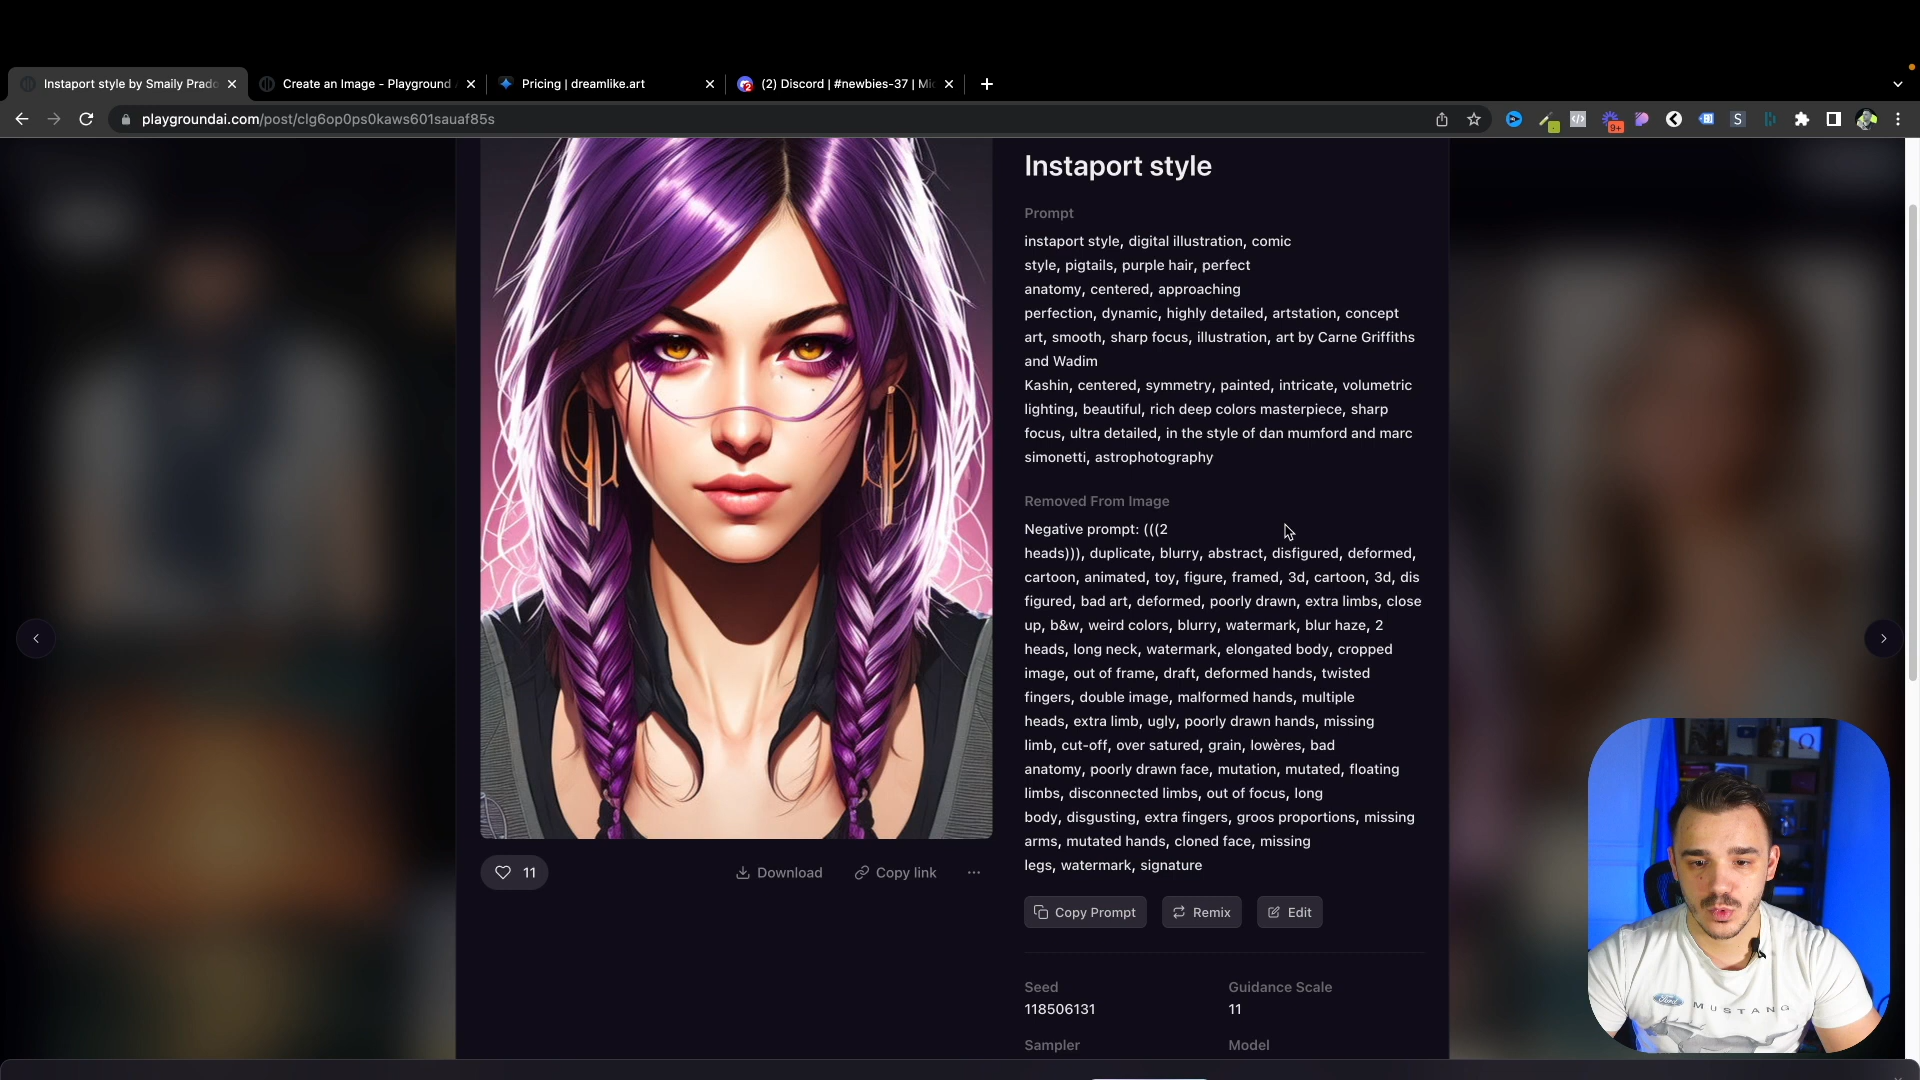 Instaport style by Smaily Prado
Create an Image - Playground
Pricing | dreamlike.art
(2) Discord | #newbies-37 | Mi
playgroundai.com/post/clg6op0ps0kaws601sauaf85s
9+
S
Instaport style
Prompt
instaport style, digital illustration, comic
style, pigtails, purple hair, perfect
anatomy, centered, approaching
perfection, dynamic, highly detailed, artstation, concept
art, smooth, sharp focus, illustration, art by Carne Griffiths
and Wadim
Kashin, centered, symmetry, painted, intricate, volumetric
lighting, beautiful, rich deep colors masterpiece, sharp
focus, ultra detailed, in the style of dan mumford and marc
simonetti, astrophotography
Removed From Image
Negative prompt: (((2
heads))), duplicate, blurry, abstract, disfigured, deformed,
cartoon, animated, toy, figure, framed, 3d, cartoon, 3d, dis
figured, bad art, deformed, poorly drawn, extra limbs, close
up, b&w, weird colors, blurry, watermark, blur haze, 2
heads, long neck, watermark, elongated body, cropped
image, out of frame, draft, deformed hands, twisted
fingers, double image, malformed hands, multiple
heads, extra limb, ugly, poorly drawn hands, missing
limb, cut-off, over satured, grain, lowères, bad
anatomy, poorly drawn face, mutation, mutated, floating
limbs, disconnected limbs, out of focus, long
body, disgusting, extra fingers, groos proportions, missing
arms, mutated hands, cloned face, missing
legs, watermark, signature
11
Download
Copy link
Copy Prompt
Remix
Edit
Seed
Guidance Scale
118506131
11
Sampler
Model
Ford
MUSTANG